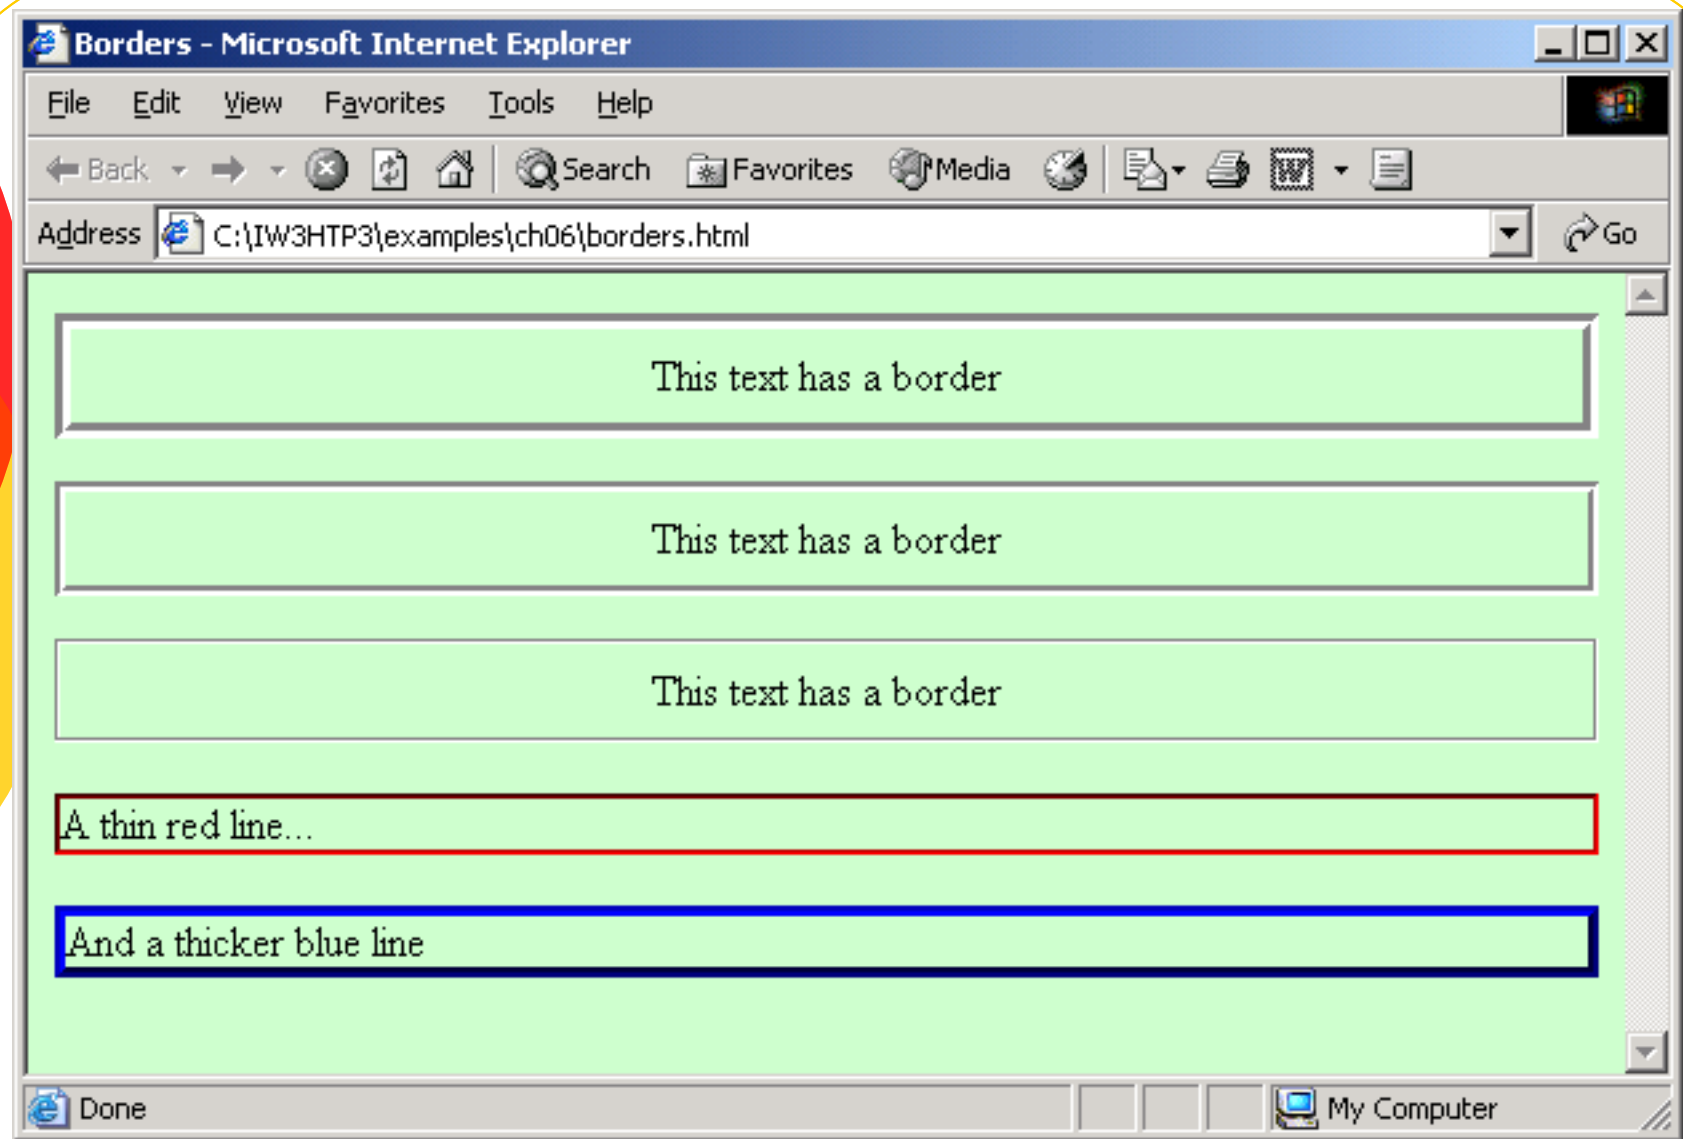 Borders - Microsoft Internet Explorer
File Edit View Favorites Tools Help
Back Search Favorites Media
Address C:\IW3HTP3\examples\ch06\borders.html Go
This text has a border
This text has a border
This text has a border
A thin red line...
And a thicker blue line
Done My Computer